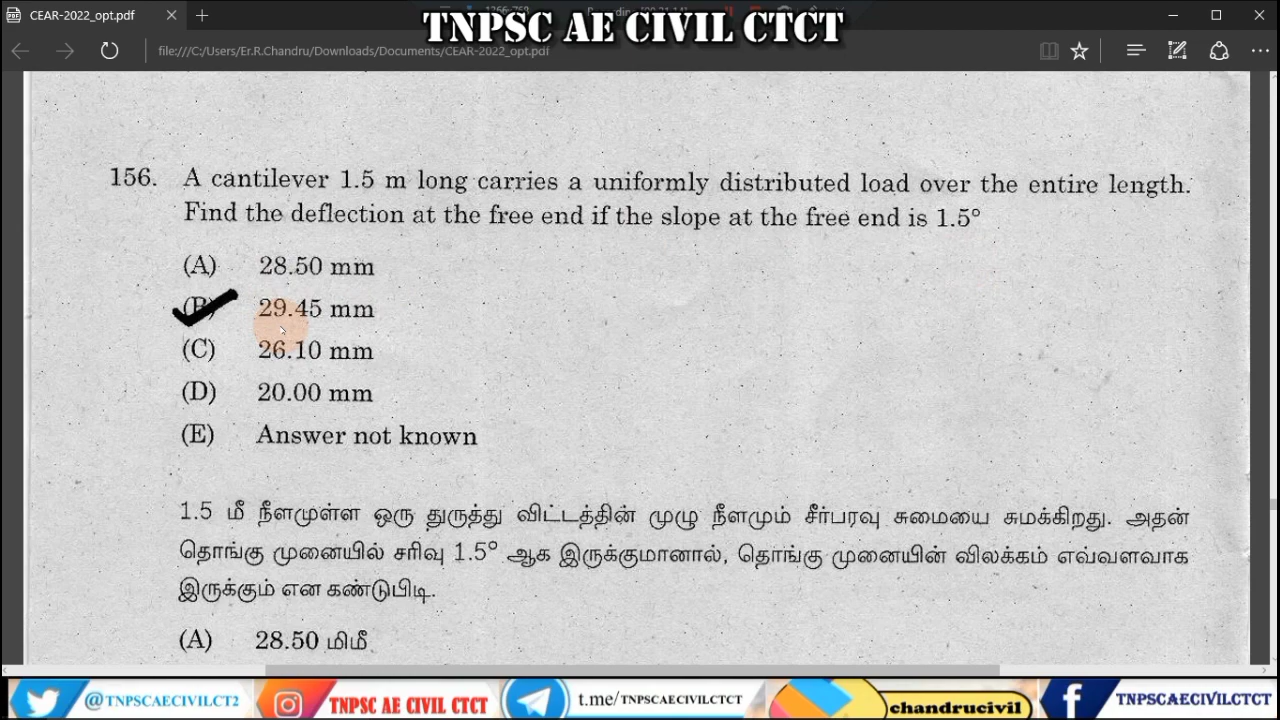 CEAR-2022_opt.pdf
TNPSC AE CIVIL CTCT
file:///C:/Users/Er.R.Chandru/Downloads/Documents/CEAR-2022_opt.pdf
156. A cantilever 1.5 m long carries a uniformly distributed load over the entire length.
Find the deflection at the free end if the slope at the free end is 1.5°
(A) 28.50 mm
(B) 29.45 mm
(C) 26.10 mm
(D) 20.00 mm
(E) Answer not known
1.5 மீ நீளமுள்ள ஒரு துருத்து விட்டத்தின் முழு நீளமும் சீர்பரவு சுமையை சுமக்கிறது. அதன்
தொங்கு முனையில் சரிவு 1.5° ஆக இருக்குமானால், தொங்கு முனையின் விலக்கம் எவ்வளவாக
இருக்கும் என கண்டுபிடி.
(A) 28.50 மிமீ
@TNPSCAECIVILCT2 TNPSC AE CIVIL CTCT t.me/TNPSCAECIVILCTCT chandrucivil TNPSCAECIVILCTCT